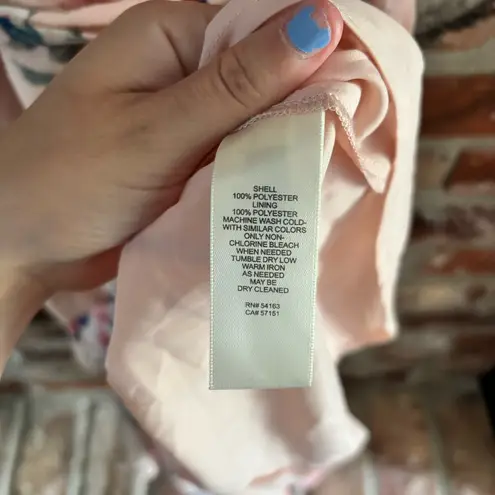 SHELL
100% POLYESTER
LINING
100% POLYESTER
MACHINE WASH COLD-
WITH SIMILAR COLORS
ONLY NON-
CHLORINE BLEACH
WHEN NEEDED
TUMBLE DRY LOW
WARM IRON
AS NEEDED
MAY BE
DRY CLEANED
RN# 54163
CA# 57151